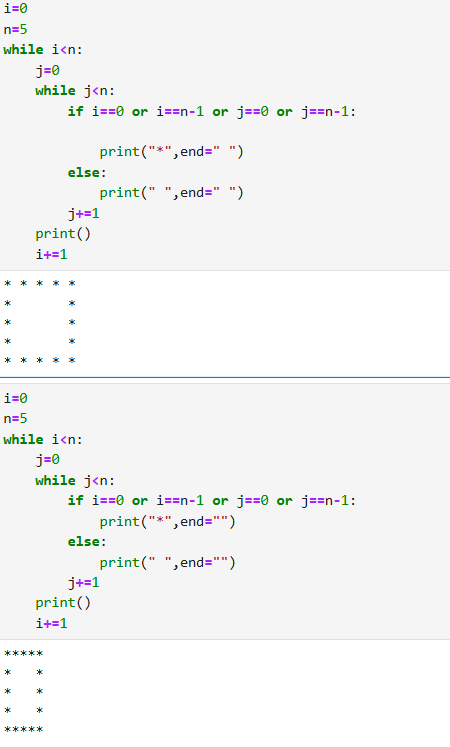 i=0
n=5
while i<n:
    j=0
    while j<n:
        if i==0 or i==n-1 or j==0 or j==n-1:

            print("*",end=" ")
        else:
            print(" ",end=" ")
        j+=1
    print()
    i+=1
* * * * *
*       *
*       *
*       *
* * * * *
i=0
n=5
while i<n:
    j=0
    while j<n:
        if i==0 or i==n-1 or j==0 or j==n-1:
            print("*",end="")
        else:
            print(" ",end="")
        j+=1
    print()
    i+=1
*****
*   *
*   *
*   *
*****